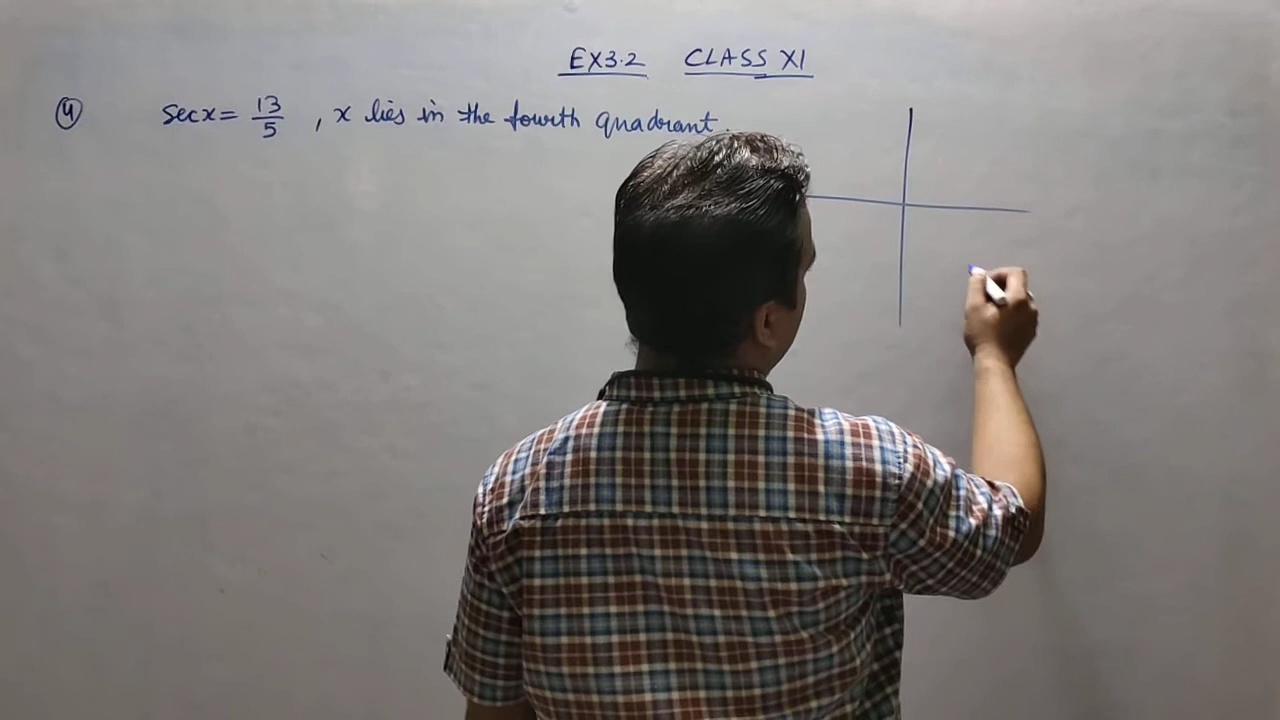 EX3.2 CLASS XI
④ secx = 13/5 , x lies in the fourth quadrant.